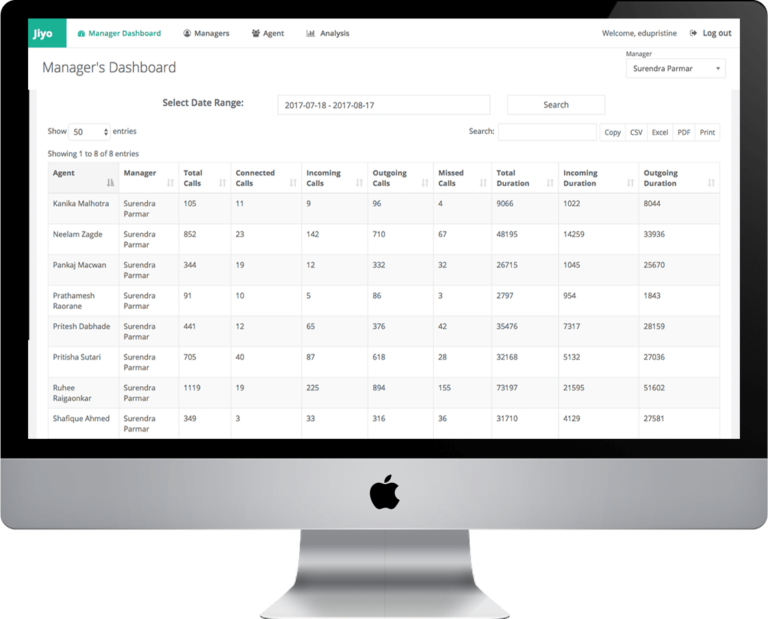 Jiyo Manager Dashboard Managers Agent Analysis Welcome, edupristine Log out
Manager's Dashboard
Manager
Surendra Parmar
Select Date Range: 2017-07-18 - 2017-08-17 Search
Show 50 entries Search: Copy CSV Excel PDF Print
Showing 1 to 8 of 8 entries
Agent Manager Total Calls Connected Calls Incoming Calls Outgoing Calls Missed Calls Total Duration Incoming Duration Outgoing Duration
Kanika Malhotra Surendra Parmar 105 11 9 96 4 9066 1022 8044
Neelam Zagde Surendra Parmar 852 23 142 710 67 48195 14259 33936
Pankaj Macwan Surendra Parmar 344 19 12 332 32 26715 1045 25670
Prathamesh Raorane Surendra Parmar 91 10 5 86 3 2797 954 1843
Pritesh Dabhade Surendra Parmar 441 12 65 376 42 35476 7317 28159
Pritisha Sutari Surendra Parmar 705 40 87 618 28 32168 5132 27036
Ruhee Raigaonkar Surendra Parmar 1119 19 225 894 155 73197 21595 51602
Shafique Ahmed Surendra Parmar 349 3 33 316 36 31710 4129 27581